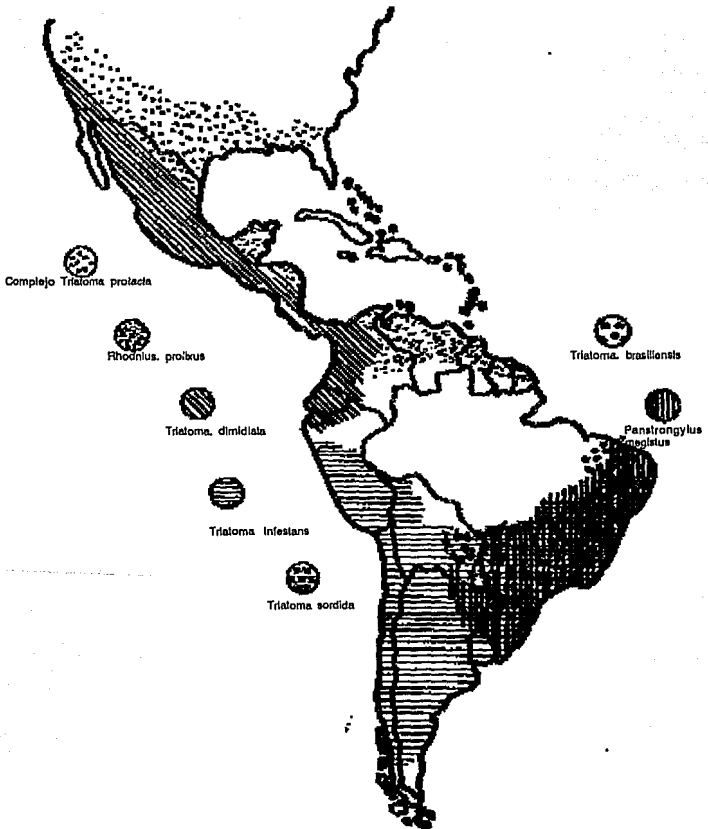 Complejo Triatoma protacta
Rhodnius. prolixus
Triatoma. dimidiata
Triatoma infestans
Triatoma sordida
Triatoma. brasiliensis
Panstrongylus
megistus